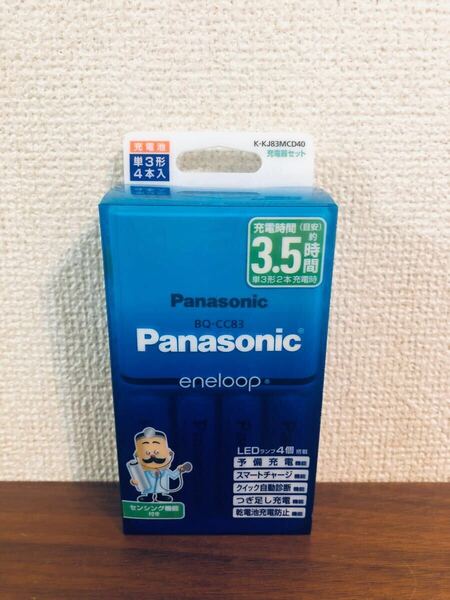 K-KJ83MCD40
充電器セット
充電池
単3形
4本入
充電時間(目安)
約
3.5時間
単3形2本充電時
Panasonic
BQ-CC83
Panasonic®
eneloop®
LEDランプ4個搭載
予備充電機能
スマートチャージ機能
クイック自動診断機能
つぎ足し充電機能
乾電池充電防止機能
センシング機能
付き